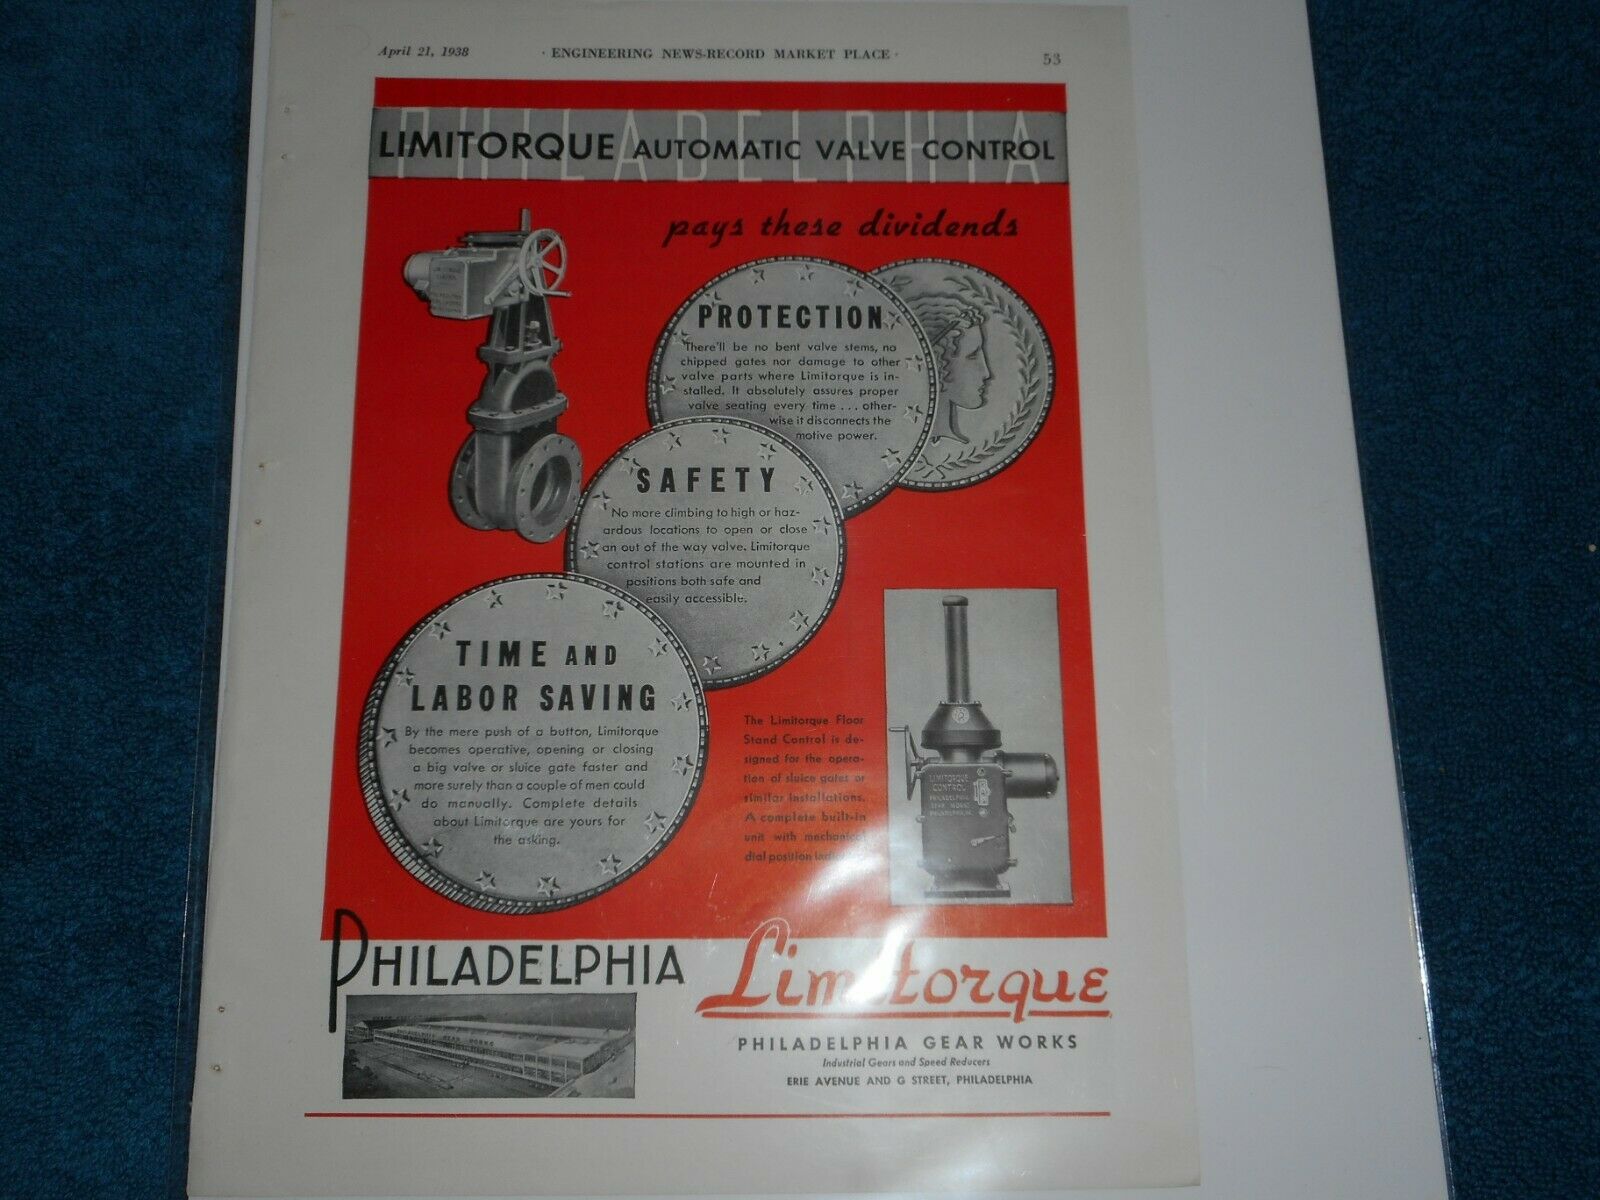 April 21, 1938 · ENGINEERING NEWS-RECORD MARKET PLACE · 53
PHILADELPHIA
LIMITORQUE AUTOMATIC VALVE CONTROL
pays these dividends
PROTECTION
There'll be no bent valve stems, no
chipped gates nor damage to other
valve parts where Limitorque is in-
stalled. It absolutely assures proper
valve seating every time ... other-
wise it disconnects the
motive power.
SAFETY
No more climbing to high or haz-
ardous locations to open or close
an out of the way valve. Limitorque
control stations are mounted in
positions both safe and
easily accessible.
TIME AND
LABOR SAVING
By the mere push of a button, Limitorque
becomes operative, opening or closing
a big valve or sluice gate faster and
more surely than a couple of men could
do manually. Complete details
about Limitorque are yours for
the asking.
The Limitorque Floor
Stand Control is de-
signed for the opera-
tion of sluice gates or
similar installations.
A complete built-in
unit with mechanical
dial position
LIMITORQUE
CONTROL
PHILADELPHIA
GEAR WORKS
PHILADELPHIA
PHILADELPHIA
Limitorque
PHILADELPHIA GEAR WORKS
Industrial Gears and Speed Reducers
ERIE AVENUE AND G STREET, PHILADELPHIA
GEAR WORKS